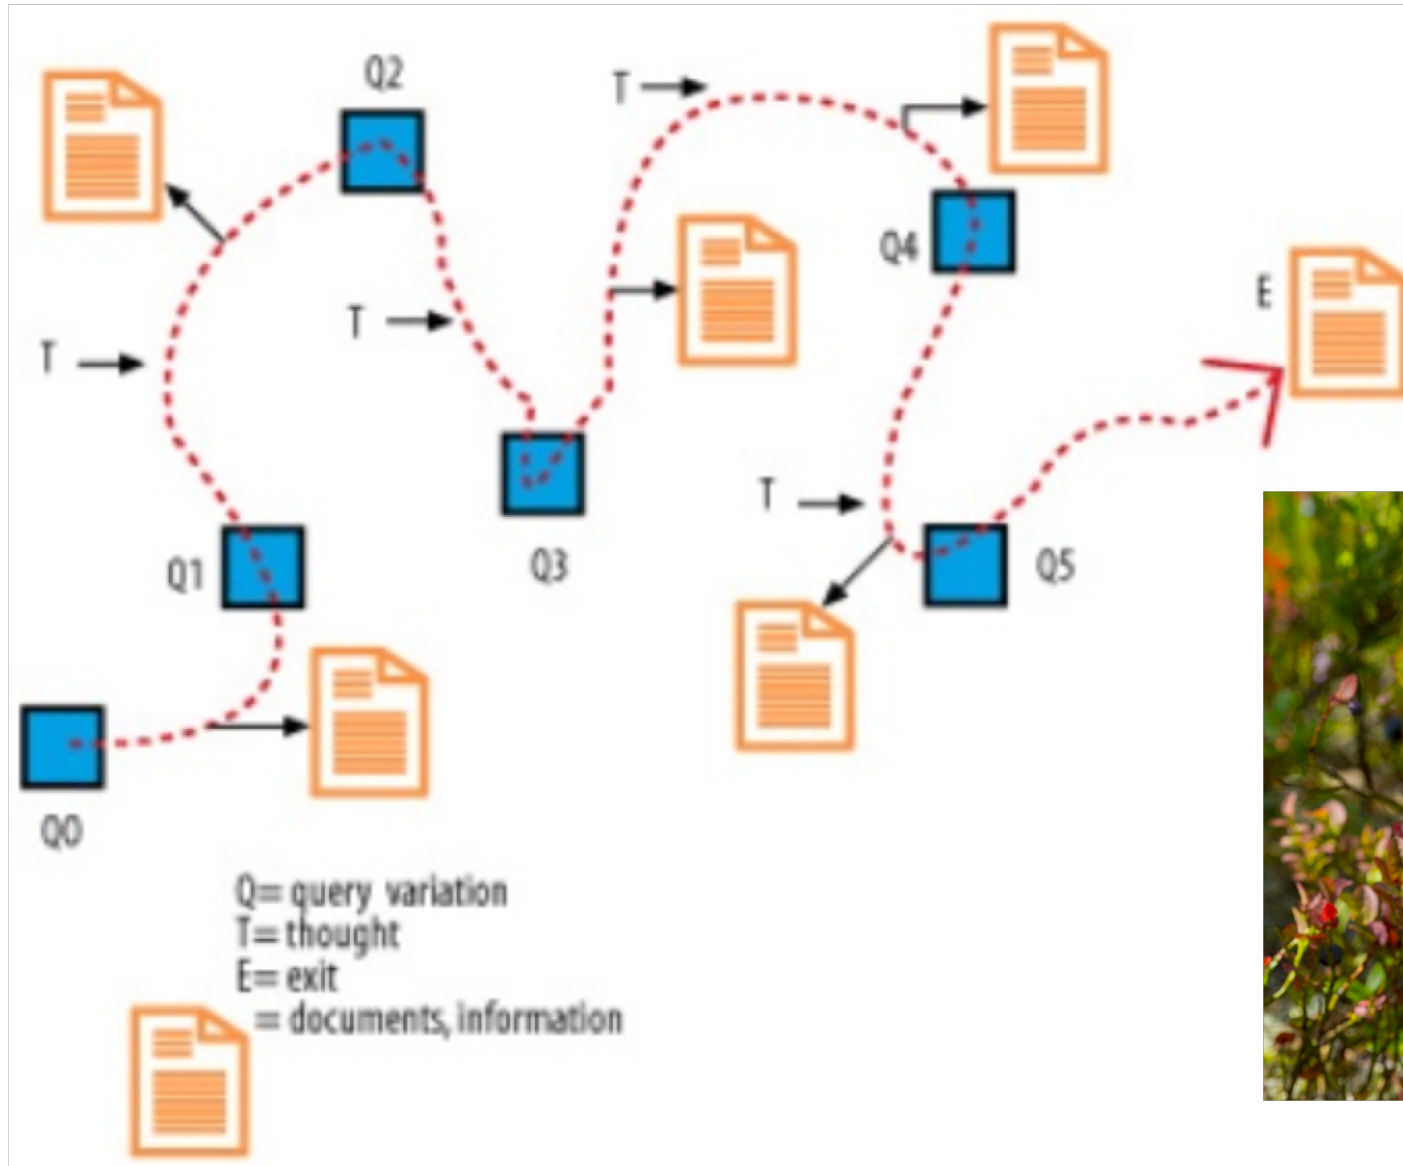 Q2
T
Q4
E
T
T
T
Q3
Q5
Q1
Q0
Q= query variation
T= thought
E= exit
= documents, information